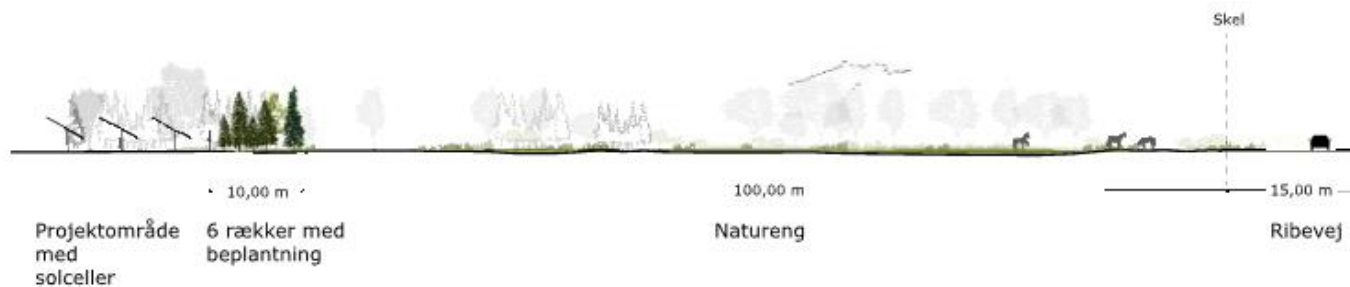 Skel
10,00 m
100,00 m
15,00 m
Projektområde
med
solceller
6 rækker med
beplantning
Natureng
Ribevej